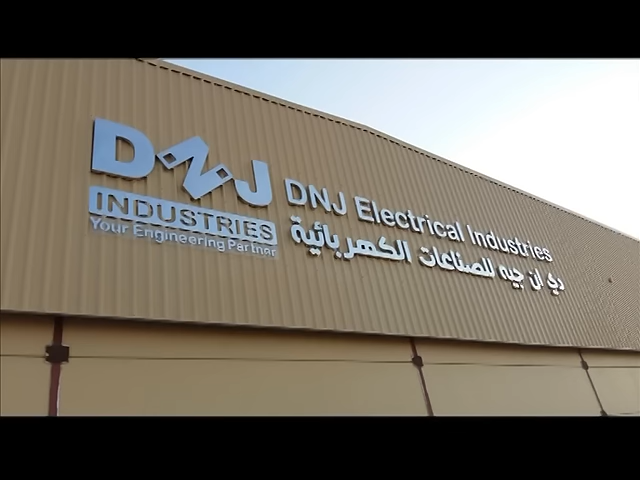 DNJ
INDUSTRIES
Your Engineering Partner
DNJ Electrical Industries
دي ان جيه للصناعات الكهربائية